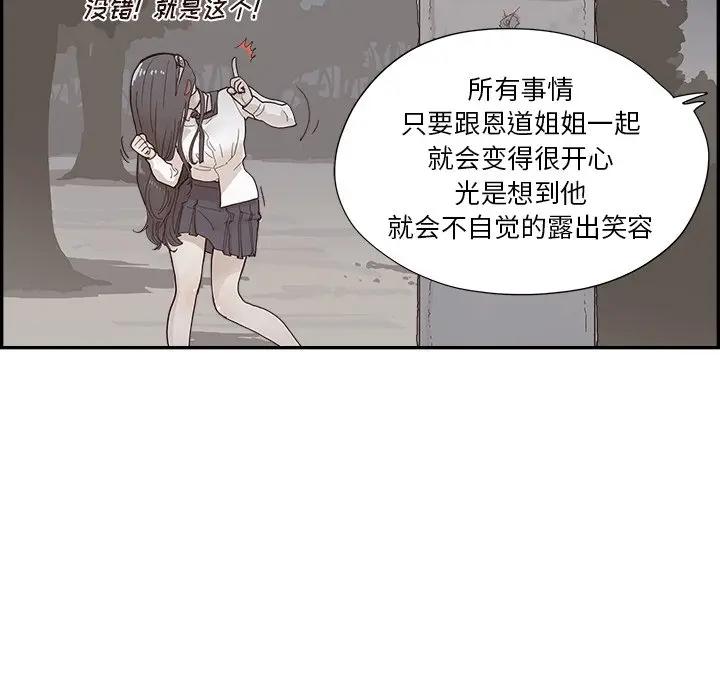 没错！就是这个！
所有事情
只要跟恩道姐姐一起
就会变得很开心
光是想到他
就会不自觉的露出笑容